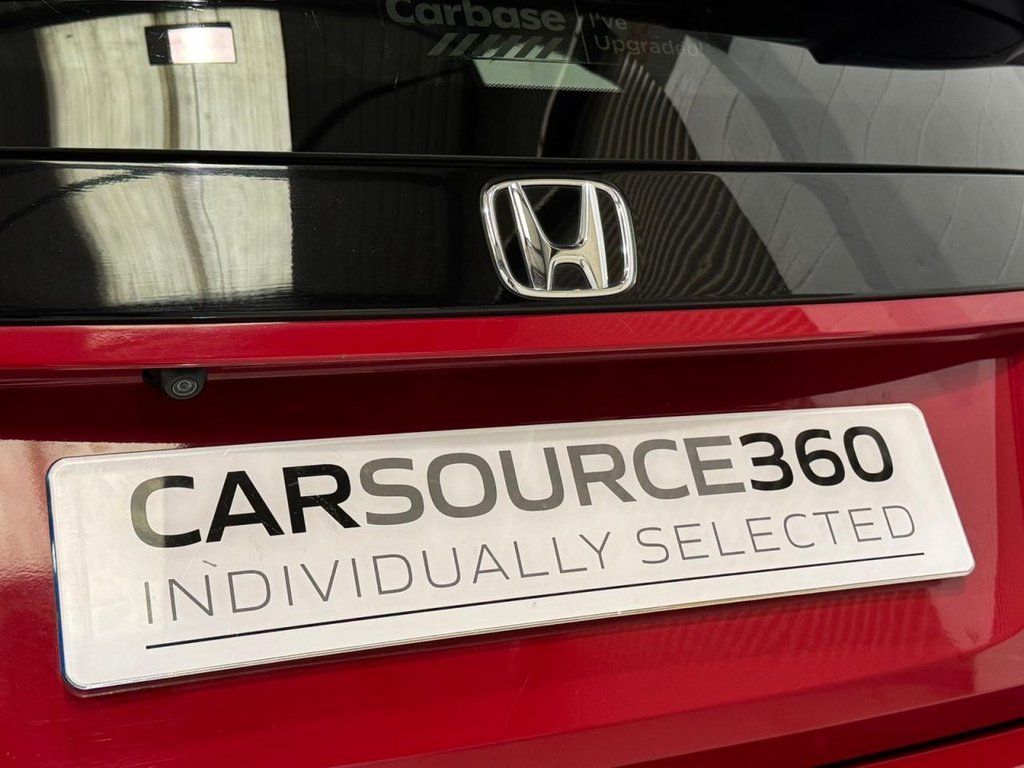 Carbase
I've
Upgraded!
CARSOURCE360
INDIVIDUALLY SELECTED